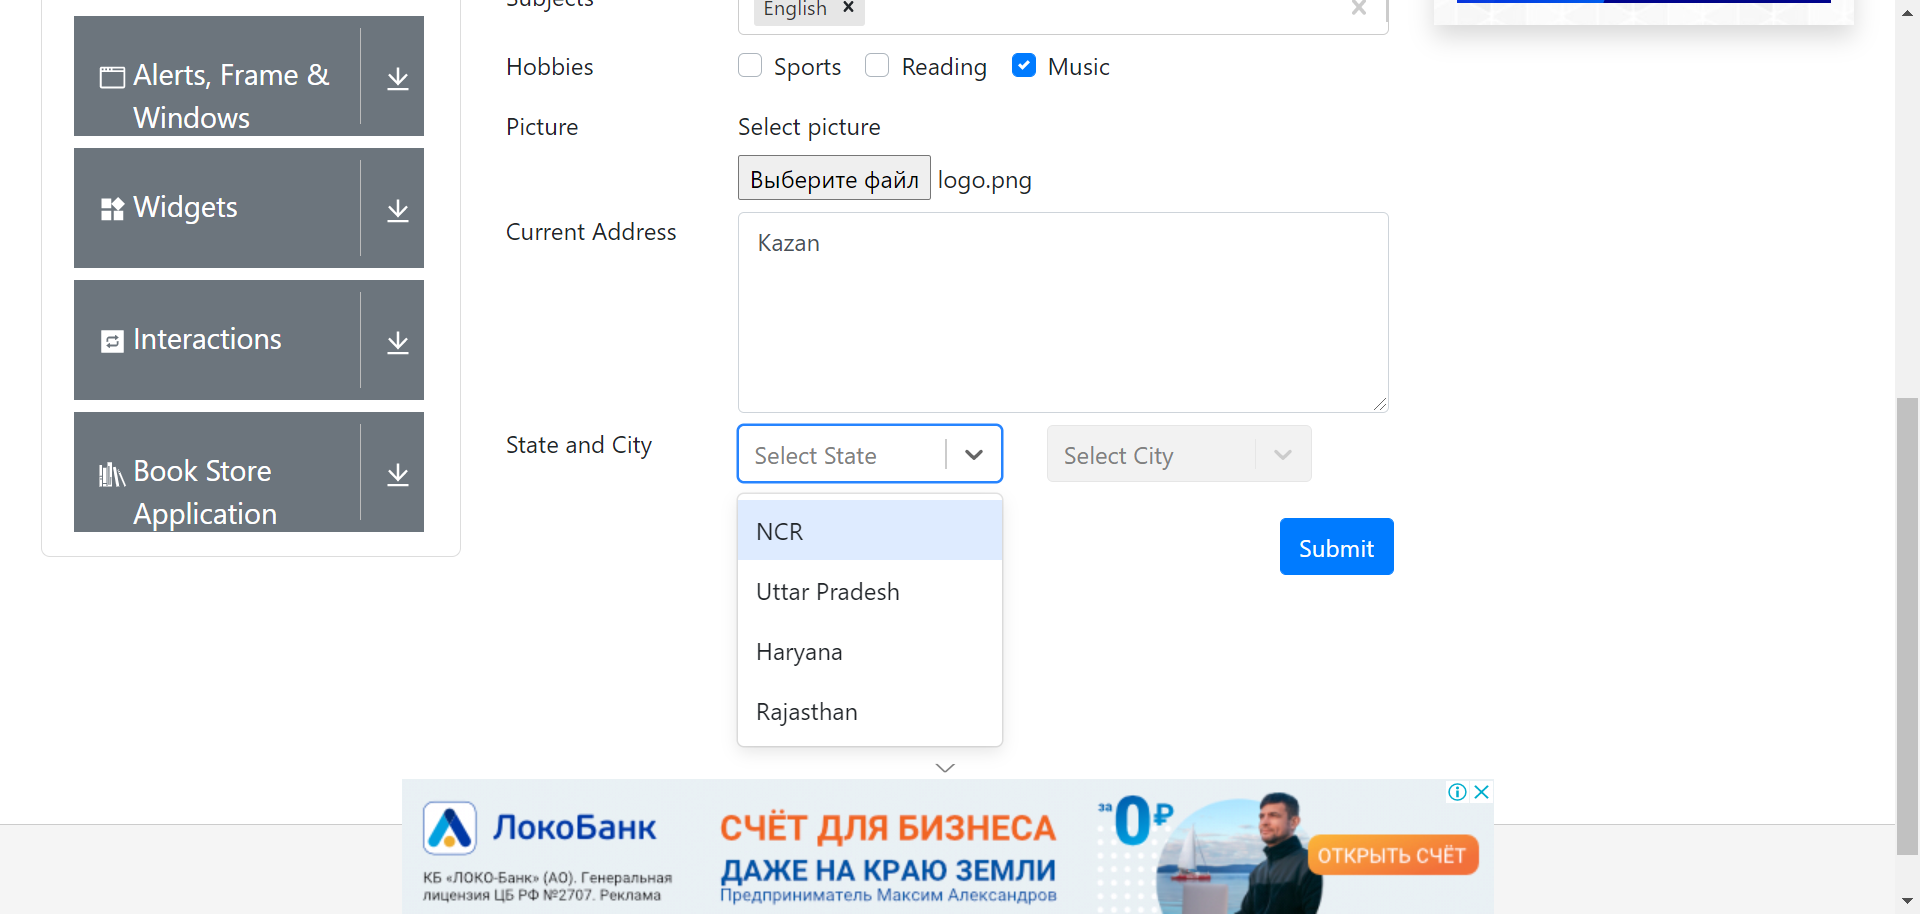 Subjects
English
Hobbies
Sports
Reading
Music
Alerts, Frame &
Windows
Picture
Select picture
Выберите файл logo.png
Widgets
Current Address
Kazan
Interactions
State and City
Select State
Select City
Book Store
Application
NCR
Submit
Uttar Pradesh
Haryana
Rajasthan
ЛокоБанк
КБ «ЛОКО-Банк» (АО). Генеральная
лицензия ЦБ РФ №2707. Реклама
СЧЁТ ДЛЯ БИЗНЕСА
ДАЖЕ НА КРАЮ ЗЕМЛИ
Предприниматель Максим Александров
за 0 ₽
ОТКРЫТЬ СЧЁТ